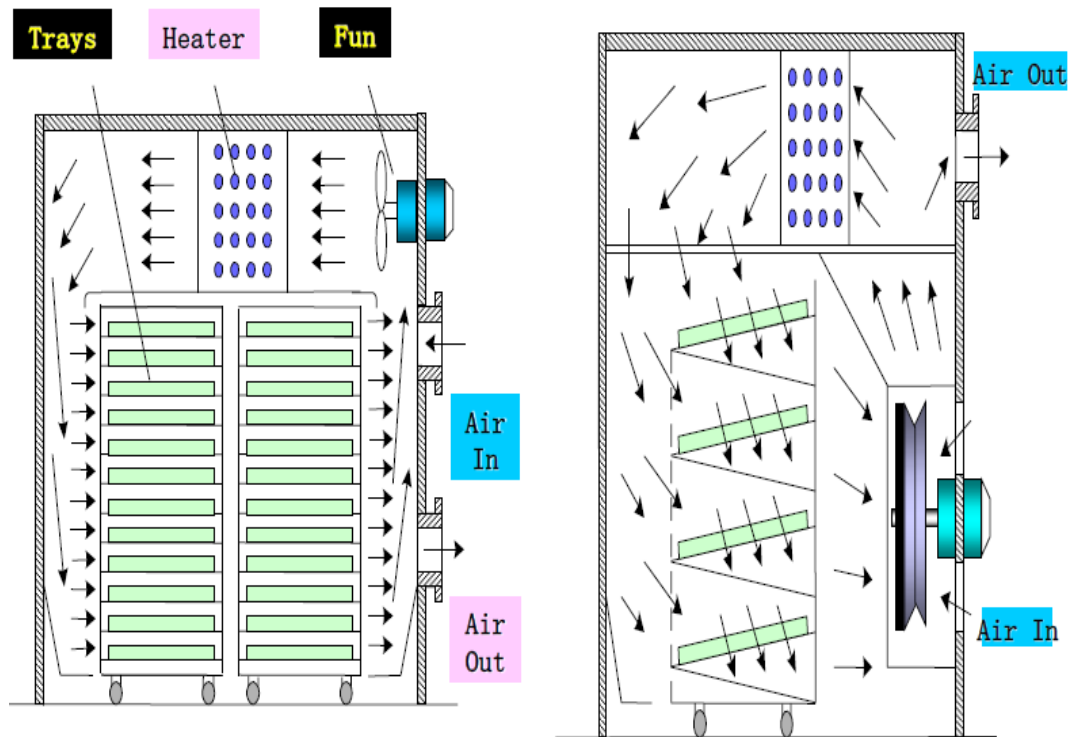 Trays
Heater
Fun
Air Out
Air
In
Air
Out
Air In